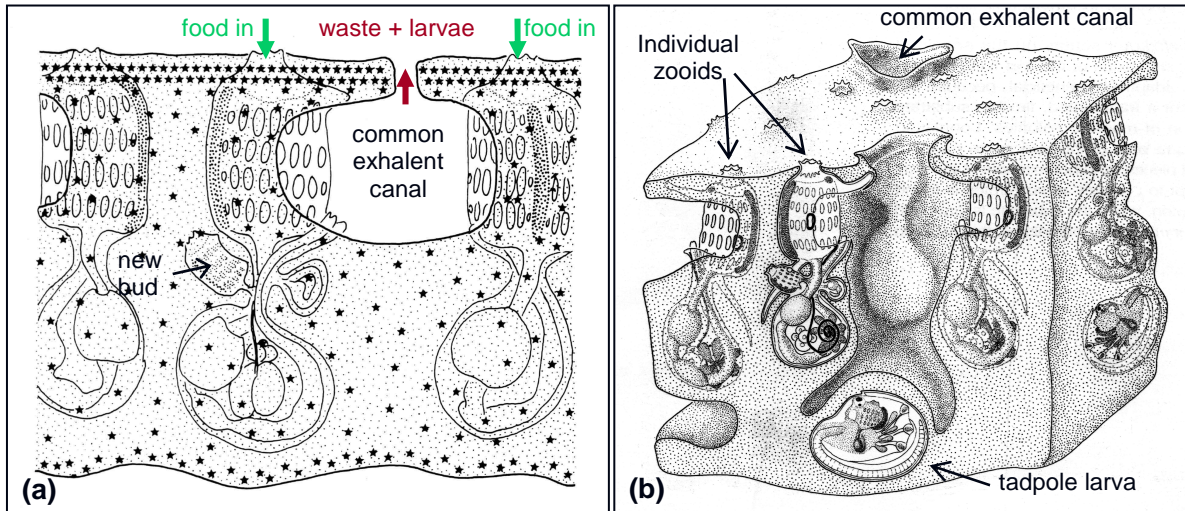 food in
waste + larvae
food in
common
exhalent
canal
new
bud
(a)
common exhalent canal
Individual
zooids
tadpole larva
(b)